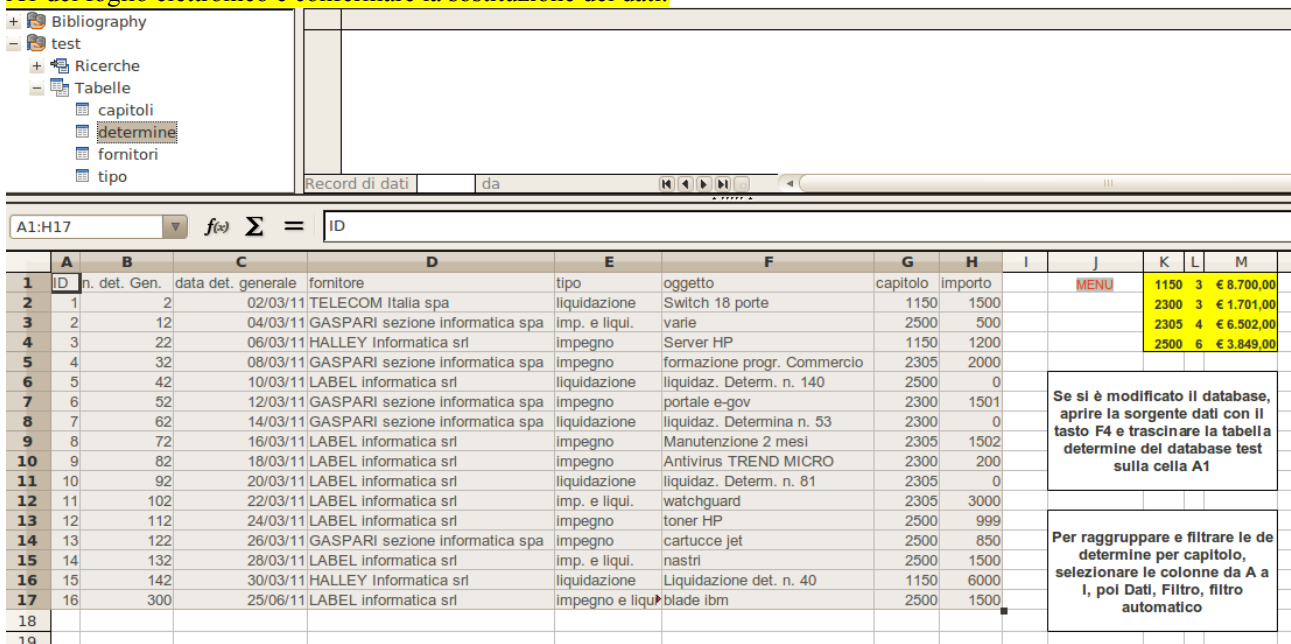 A1 del foglio elettronico e confermare la sostituzione dei dati.
Bibliography
test
Ricerche
Tabelle
capitoli
determine
fornitori
tipo
Record di dati da
A1:H17 f(x) Σ = ID
A B C D E F G H I J K L M
1 ID n. det. Gen. data det. generale fornitore tipo oggetto capitolo importo MENU 1150 3 € 8.700,00
2 1 2 02/03/11 TELECOM Italia spa liquidazione Switch 18 porte 1150 1500 2300 3 € 1.701,00
3 2 12 04/03/11 GASPARI sezione informatica spa imp. e liqui. varie 2500 500 2305 4 € 6.502,00
4 3 22 06/03/11 HALLEY Informatica srl impegno Server HP 1150 1200 2500 6 € 3.849,00
5 4 32 08/03/11 GASPARI sezione informatica spa impegno formazione progr. Commercio 2305 2000
6 5 42 10/03/11 LABEL informatica srl liquidazione liquidaz. Determ. n. 140 2500 0
7 6 52 12/03/11 GASPARI sezione informatica spa impegno portale e-gov 2300 1501
8 7 62 14/03/11 GASPARI sezione informatica spa liquidazione liquidaz. Determina n. 53 2300 0
9 8 72 16/03/11 LABEL informatica srl impegno Manutenzione 2 mesi 2305 1502
10 9 82 18/03/11 LABEL informatica srl impegno Antivirus TREND MICRO 2300 200
11 10 92 20/03/11 LABEL informatica srl liquidazione liquidaz. Determ. n. 81 2305 0
12 11 102 22/03/11 LABEL informatica srl imp. e liqui. watchguard 2305 3000
13 12 112 24/03/11 LABEL informatica srl impegno toner HP 2500 999
14 13 122 26/03/11 GASPARI sezione informatica spa impegno cartucce jet 2500 850
15 14 132 28/03/11 LABEL informatica srl imp. e liqui. nastri 2500 1500
16 15 142 30/03/11 HALLEY Informatica srl liquidazione Liquidazione det. n. 40 1150 6000
17 16 300 25/06/11 LABEL informatica srl impegno e liqui blade ibm 2500 1500
18
19
Se si è modificato il database,
aprire la sorgente dati con il
tasto F4 e trascinare la tabella
determine del database test
sulla cella A1
Per raggruppare e filtrare le de
determine per capitolo,
selezionare le colonne da A a
I, poi Dati, Filtro, filtro
automatico